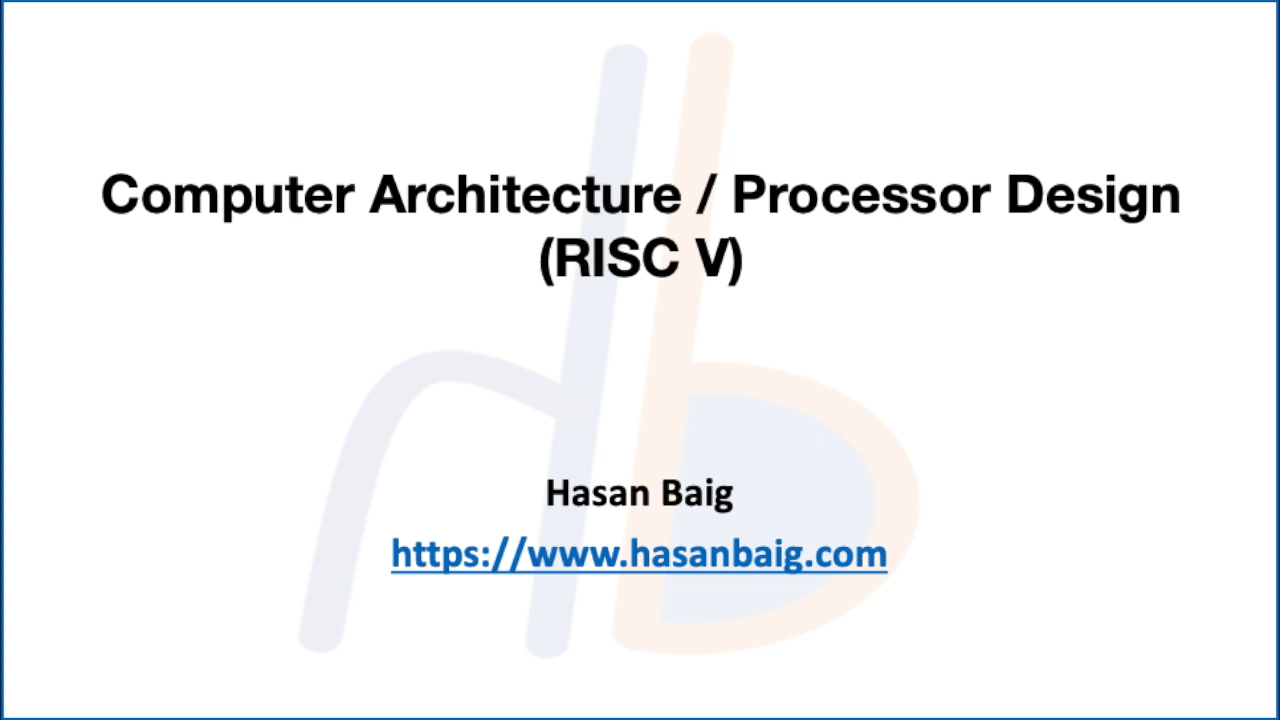 Computer Architecture / Processor Design
(RISC V)
Hasan Baig
https://www.hasanbaig.com